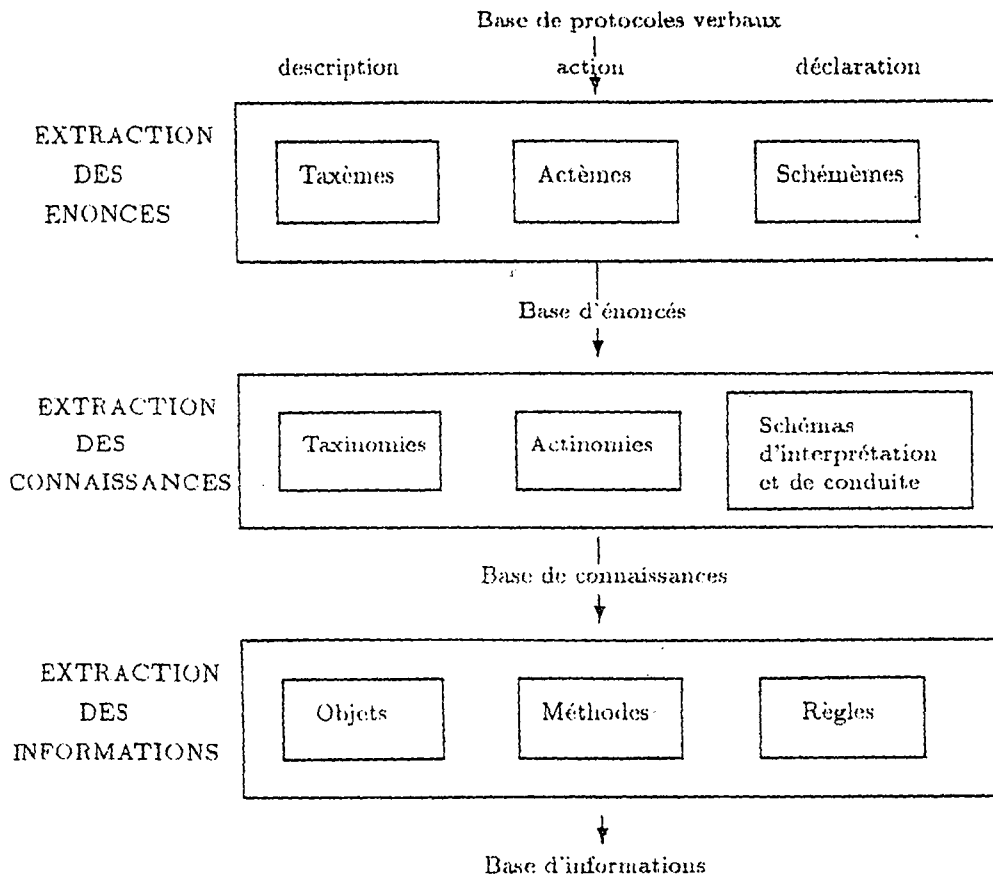 Base de protocoles verbaux
description action déclaration
EXTRACTION
DES
ENONCES
Taxèmes Actèmes Schémèmes
Base d'énoncés
EXTRACTION
DES
CONNAISSANCES
Taxinomies Actinomies
Schémas
d'interprétation
et de conduite
Base de connaissances
EXTRACTION
DES
INFORMATIONS
Objets Méthodes Règles
Base d'informations